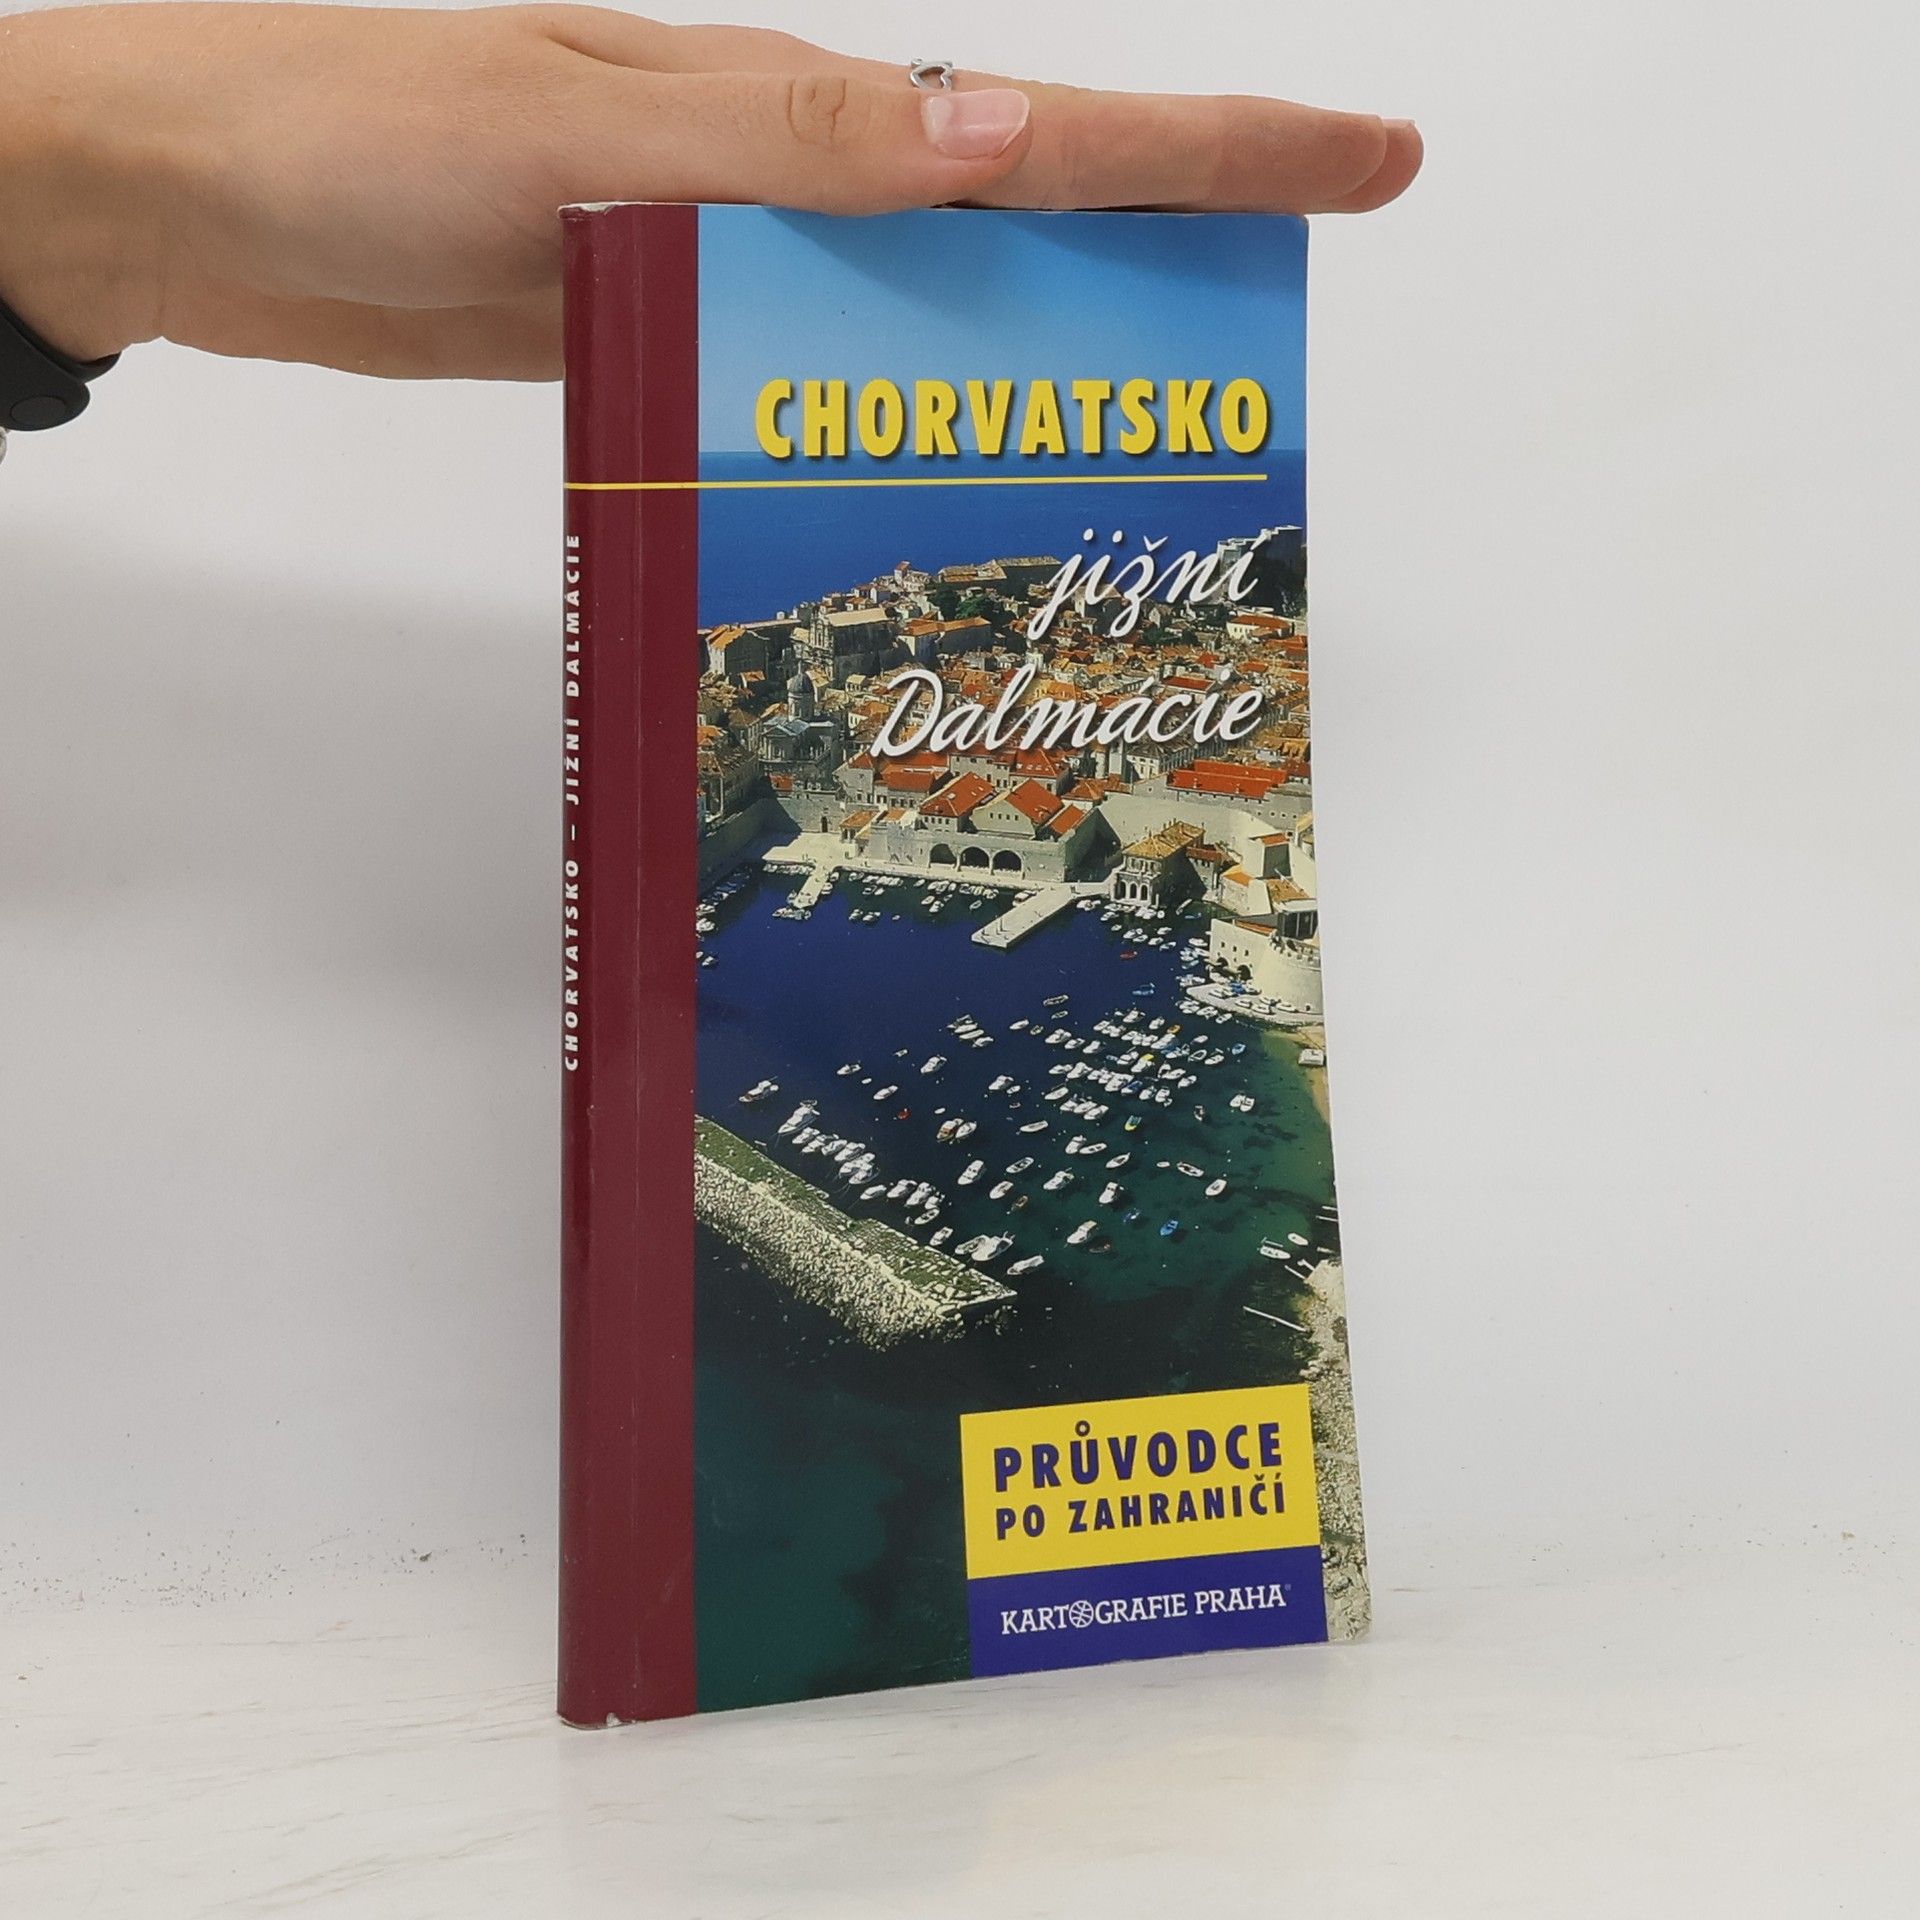 CHORVATSKO – JIŽNÍ DALMÁCIE
CHORVATSKO
jižní
Dalmácie
PRŮVODCE
PO ZAHRANIČÍ
KARTOGRAFIE PRAHA